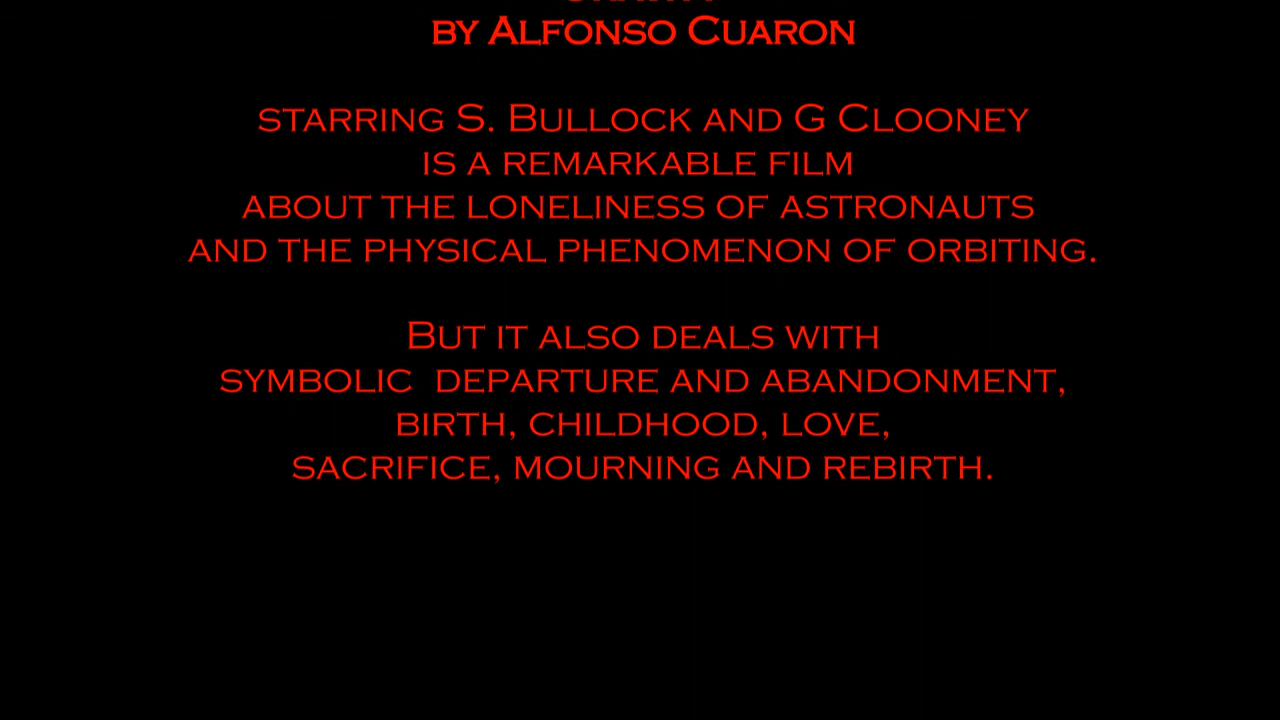 by Alfonso Cuaron
starring S. Bullock and G Clooney
is a remarkable film
about the loneliness of astronauts
and the physical phenomenon of orbiting.
But it also deals with
symbolic  departure and abandonment,
birth, childhood, love,
sacrifice, mourning and rebirth.